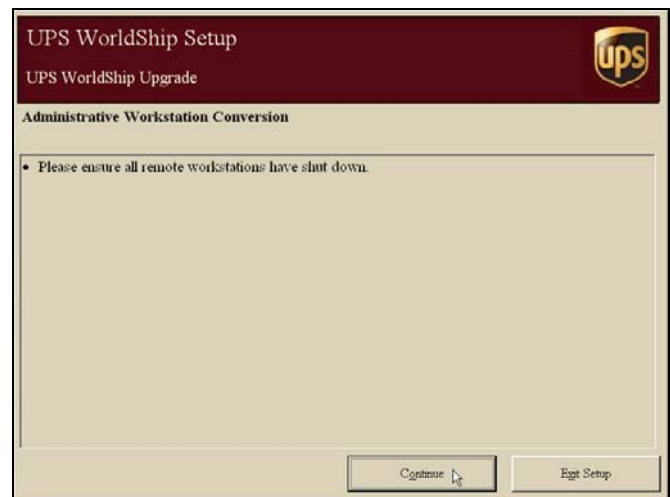 UPS WorldShip Setup
UPS WorldShip Upgrade
ups
Administrative Workstation Conversion
• Please ensure all remote workstations have shut down.
Continue
Exit Setup